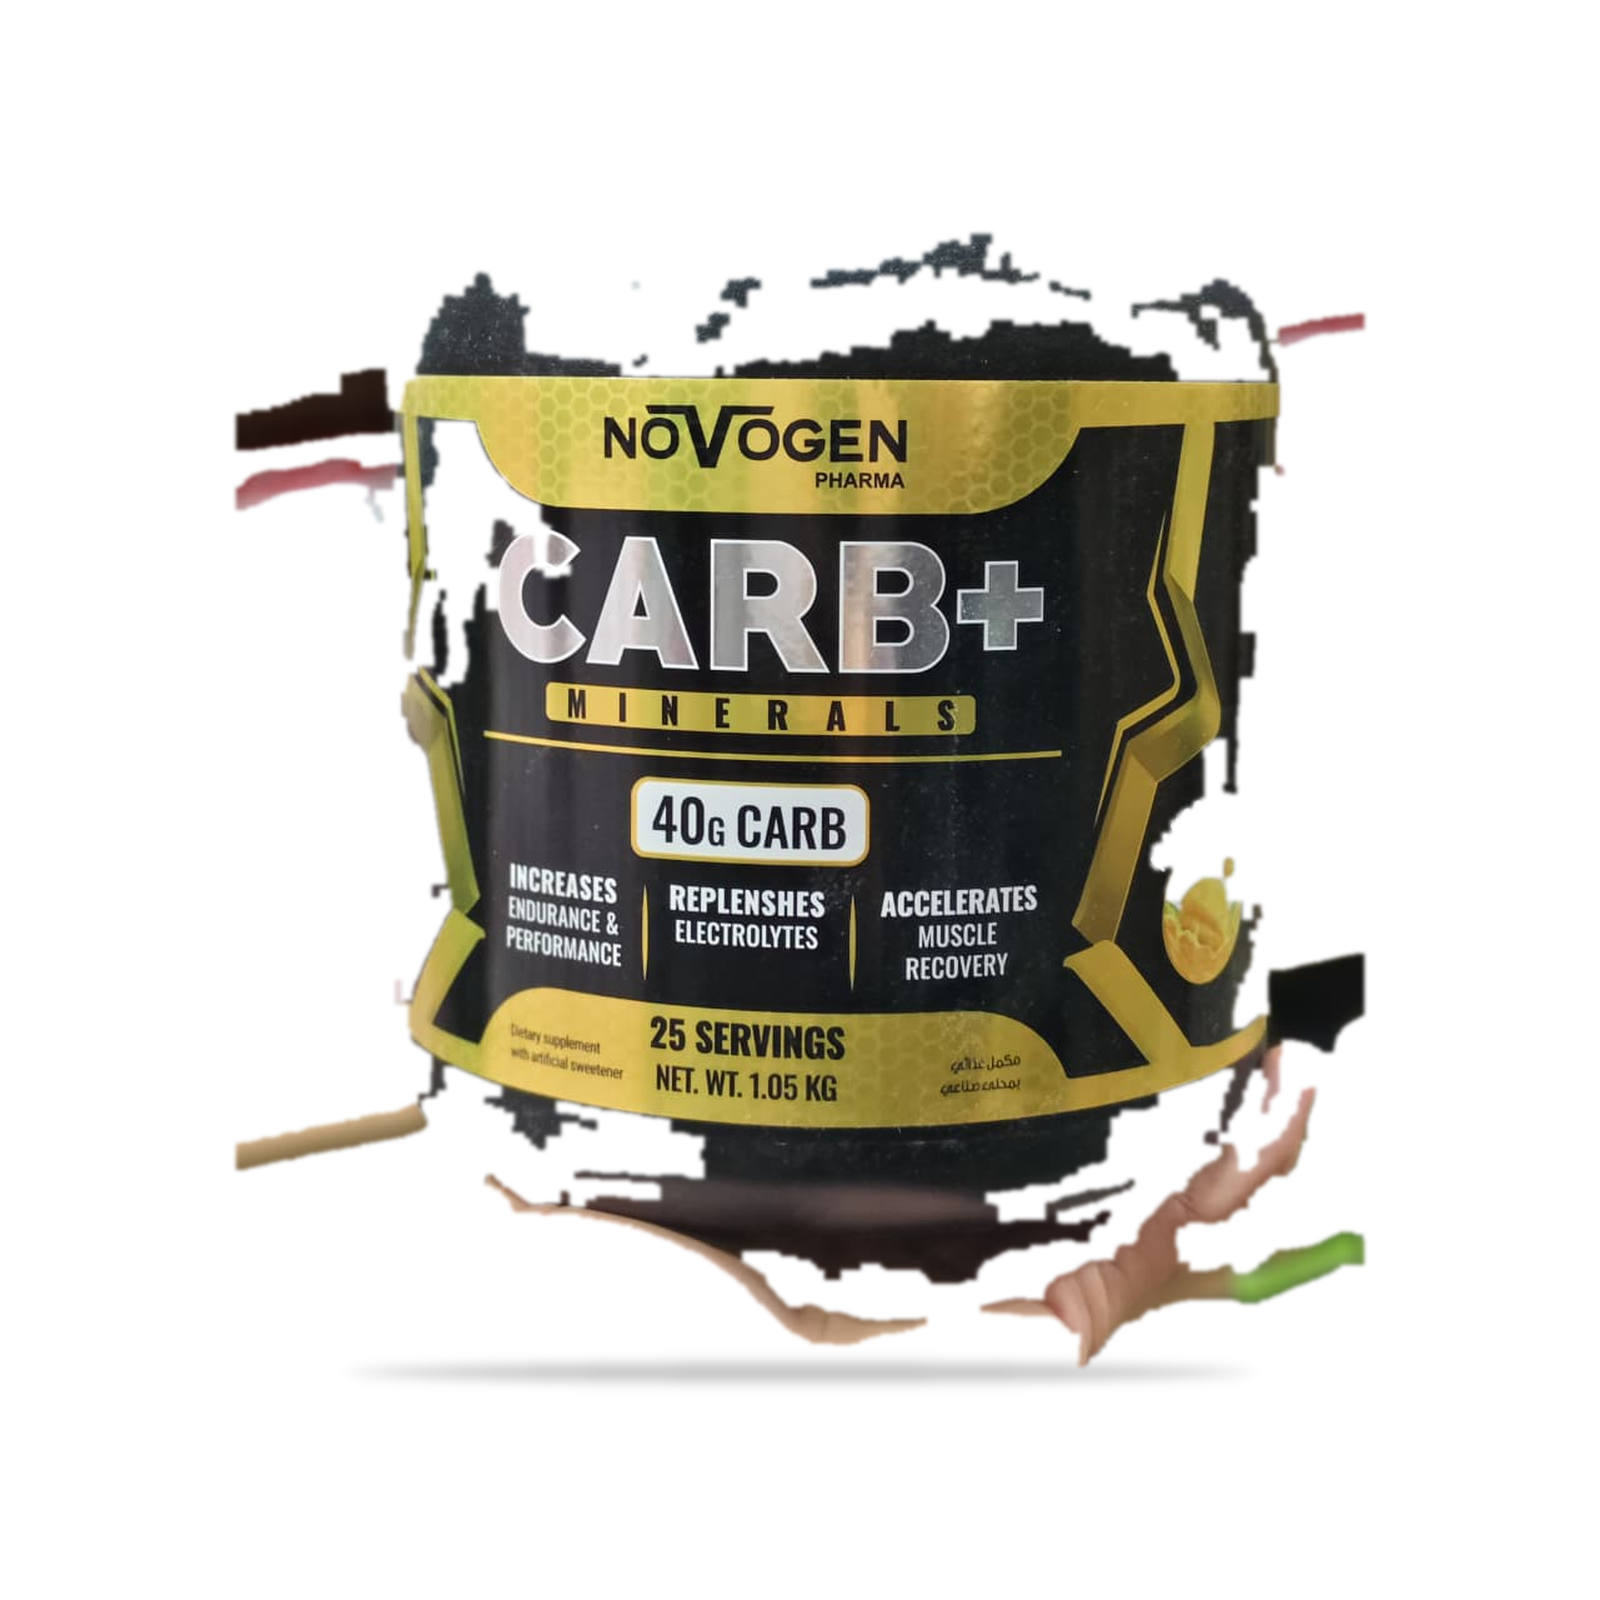 NOVOGEN
PHARMA
CARB+
MINERALS
40G CARB
INCREASES
ENDURANCE &
PERFORMANCE
REPLENSHES
ELECTROLYTES
ACCELERATES
MUSCLE
RECOVERY
25 SERVINGS
NET. WT. 1.05 KG
Dietary supplement
with artificial sweetener
مكمل غذائي
بمحلى صناعي